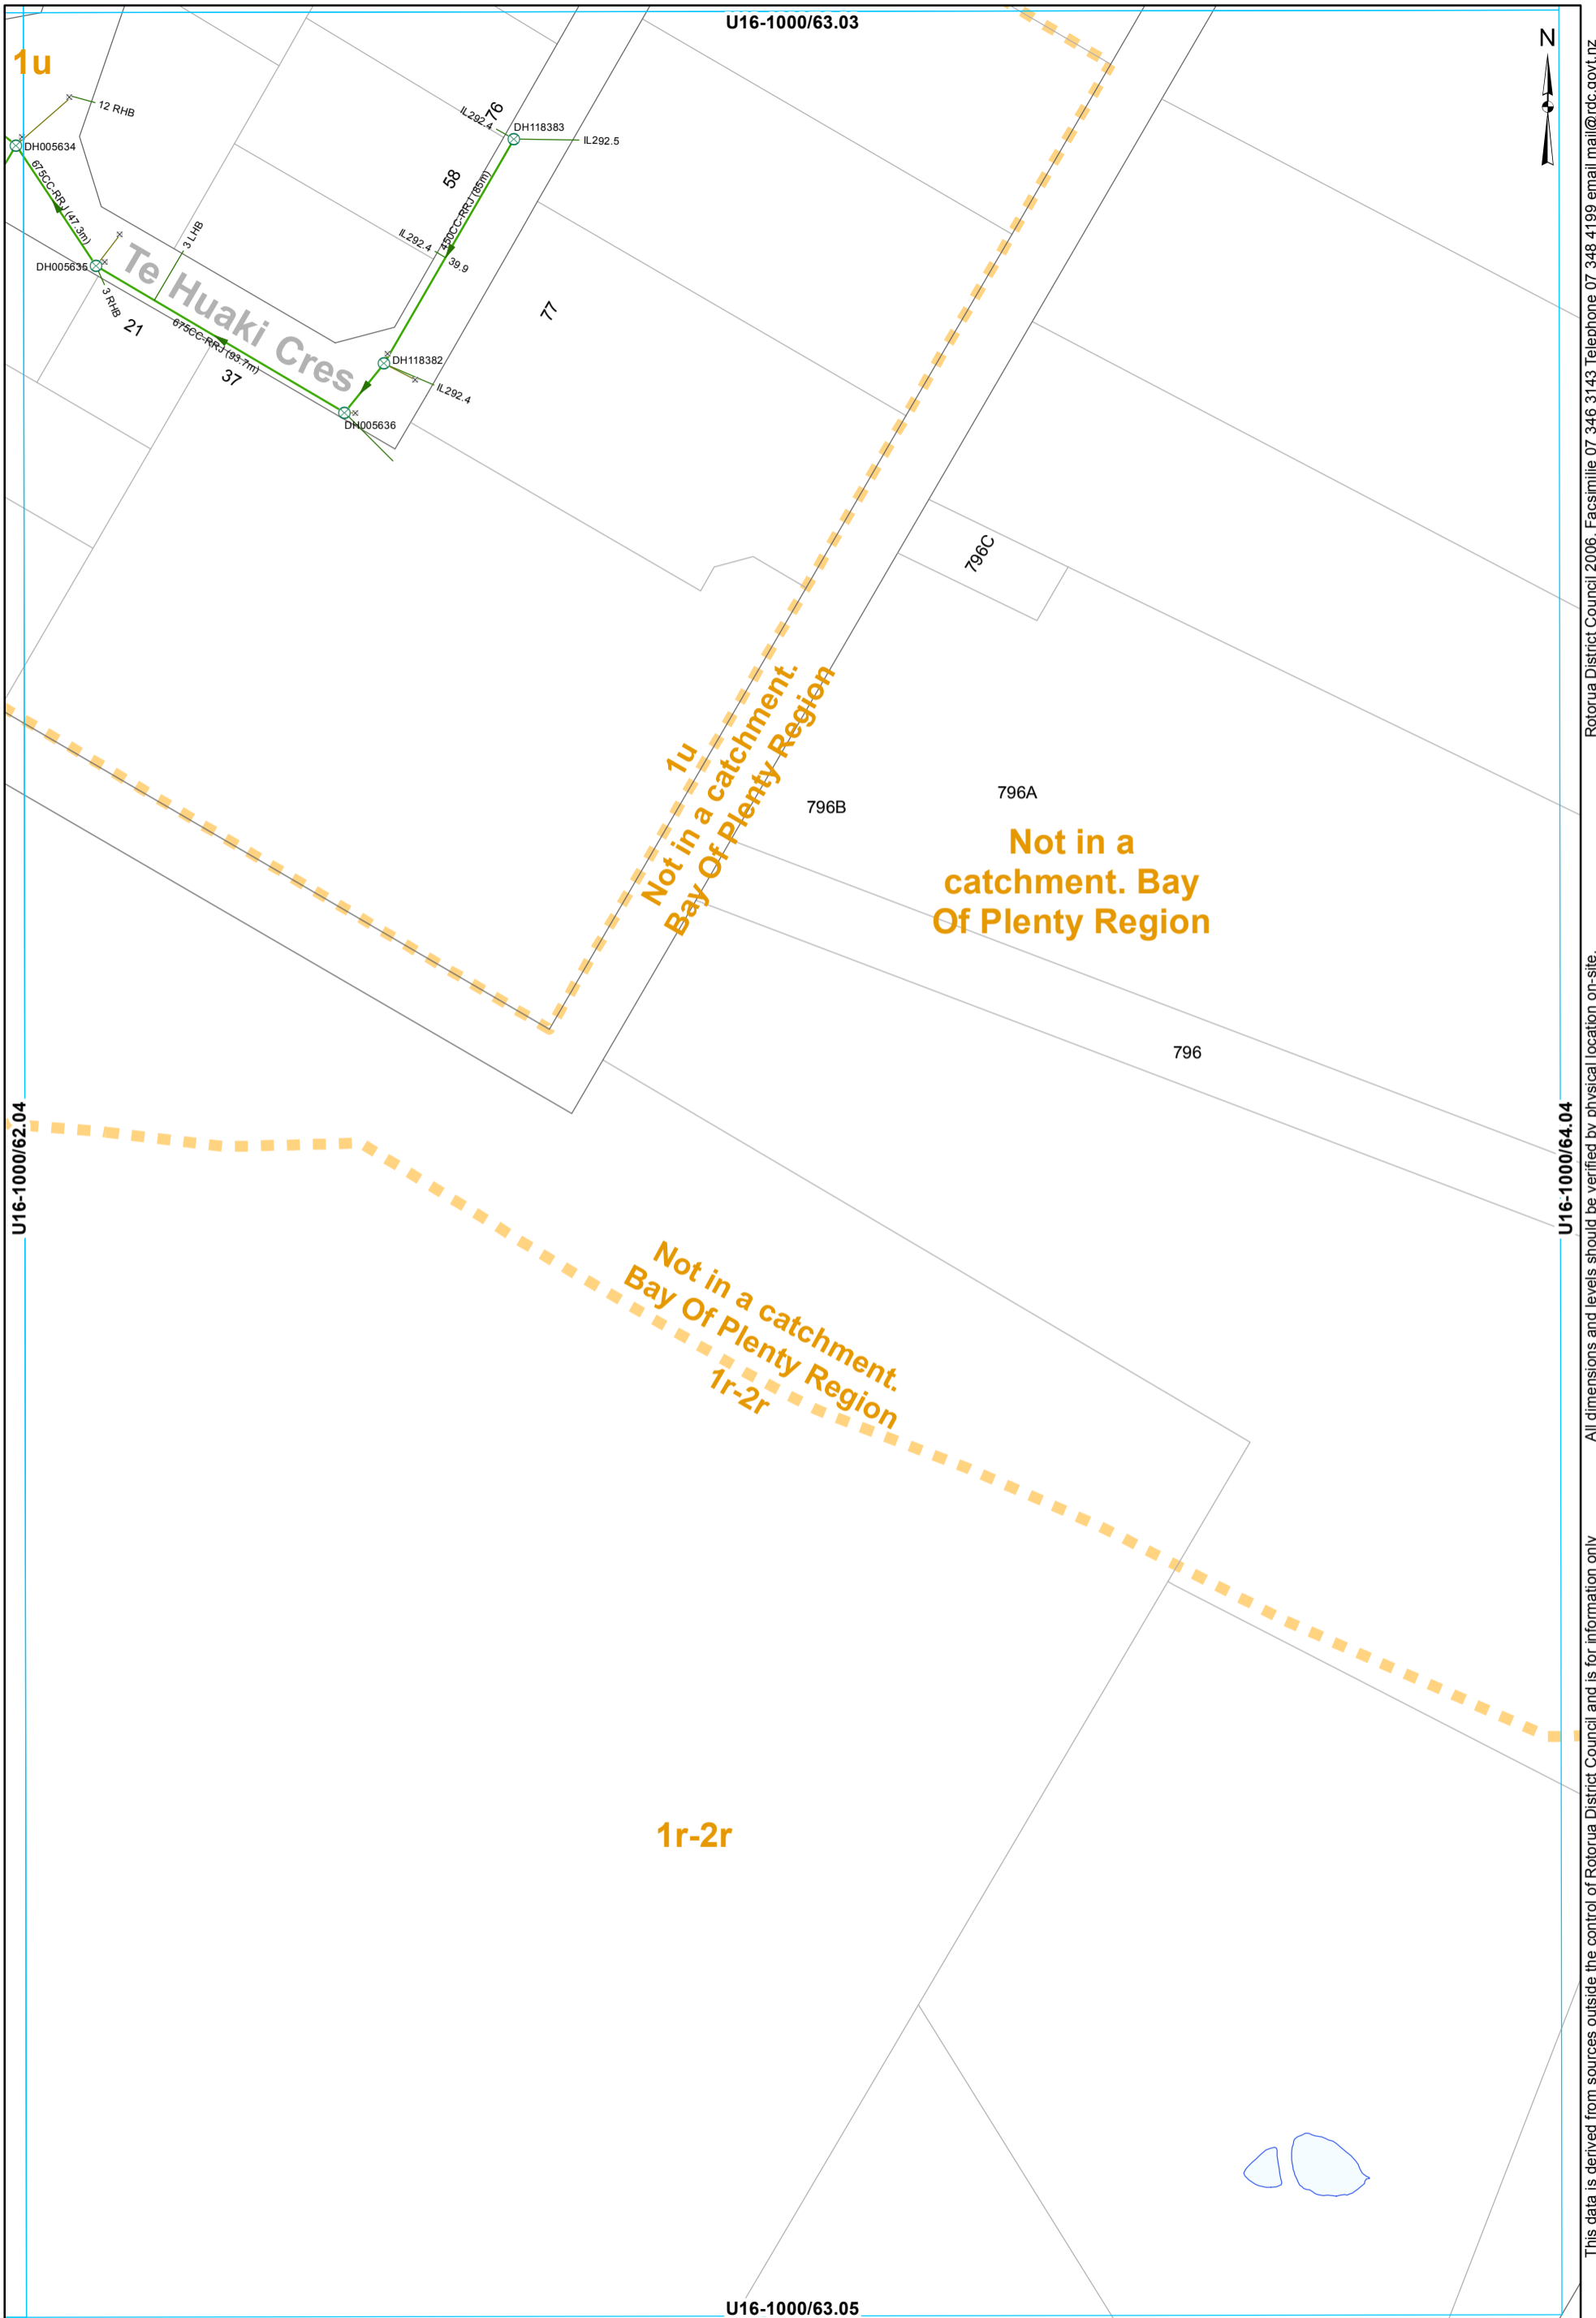 U16-1000/63.03
N
1u
12 RHB
DH005634
675CC-RRJ (47.3m)
DH005635
3 RHB
3 LHB
Te Huaki Cres
21
675CC-RRJ (93.7m)
37
76
IL292.4
DH118383
IL292.5
58
450CC-RRJ (85m)
IL292.4
39.9
77
DH118382
IL292.4
DH005636
796C
1u
Not in a catchment.
Bay Of Plenty Region
796B
796A
Not in a
catchment. Bay
Of Plenty Region
796
U16-1000/62.04
U16-1000/64.04
Not in a catchment.
Bay Of Plenty Region
1r-2r
1r-2r
U16-1000/63.05
This data is derived from sources outside the control of Rotorua District Council and is for information only
All dimensions and levels should be verified by physical location on-site.
Rotorua District Council 2006. Facsimilie 07 346 3143 Telephone 07 348 4199 email mail@rdc.govt.nz